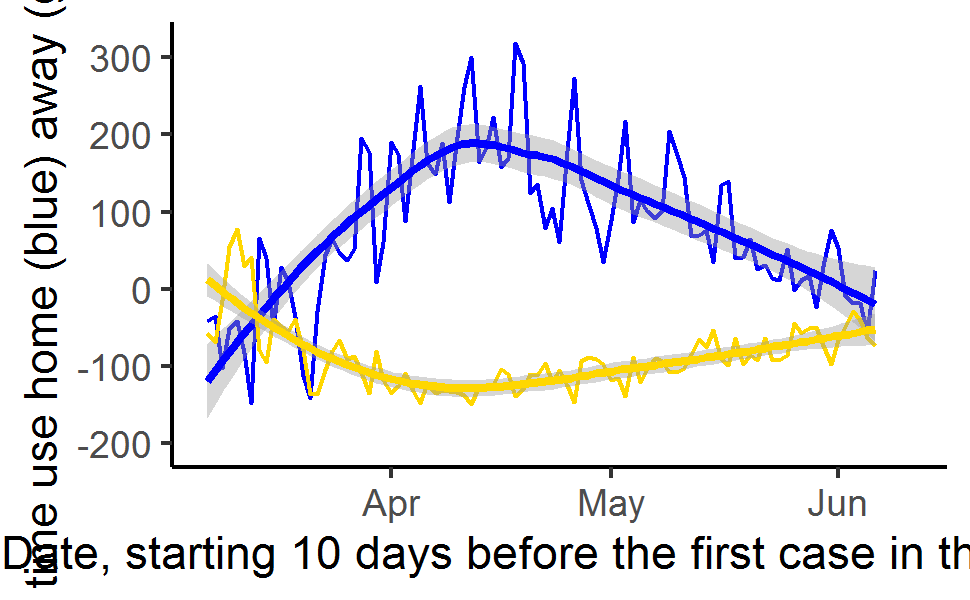 time use home (blue) away (g
300
200
100
0
-100
-200
Apr May Jun
Date, starting 10 days before the first case in th